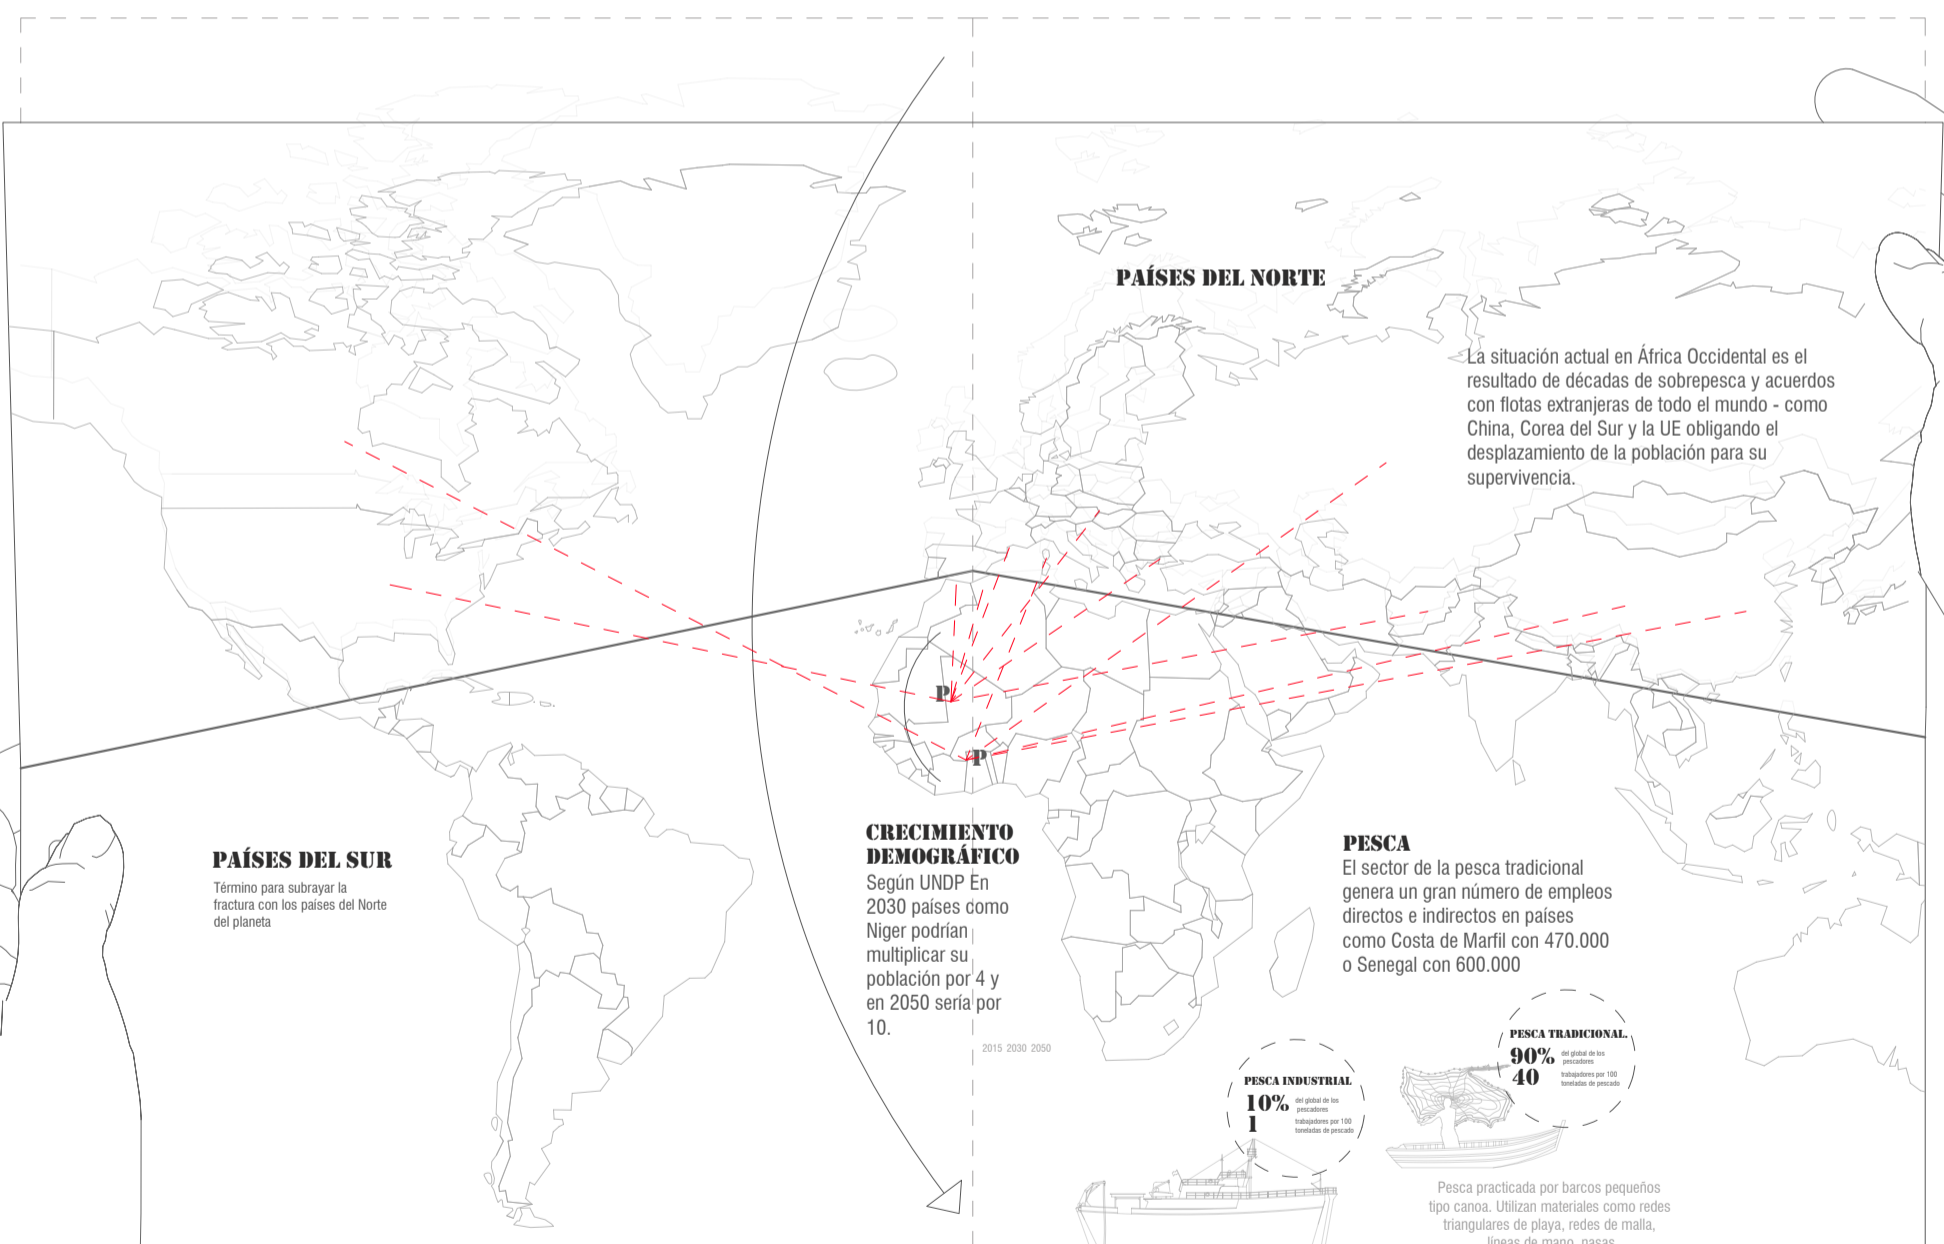 PAÍSES DEL NORTE
La situación actual en África Occidental es el
resultado de décadas de sobrepesca y acuerdos
con flotas extranjeras de todo el mundo - como
China, Corea del Sur y la UE obligando el
desplazamiento de la población para su
supervivencia.
P
P
PAÍSES DEL SUR
Término para subrayar la
fractura con los países del Norte
del planeta
CRECIMIENTO
DEMOGRÁFICO
Según UNDP En
2030 países como
Niger podrían
multiplicar su
población por 4 y
en 2050 sería por
10.
2015 2030 2050
PESCA
El sector de la pesca tradicional
genera un gran número de empleos
directos e indirectos en países
como Costa de Marfil con 470.000
o Senegal con 600.000
PESCA INDUSTRIAL
10% del global de los
pescadores
1 trabajadores por 100
toneladas de pescado
PESCA TRADICIONAL.
90% del global de los
pescadores
40 trabajadores por 100
toneladas de pescado
Pesca practicada por barcos pequeños
tipo canoa. Utilizan materiales como redes
triangulares de playa, redes de malla,
líneas de mano, nasas